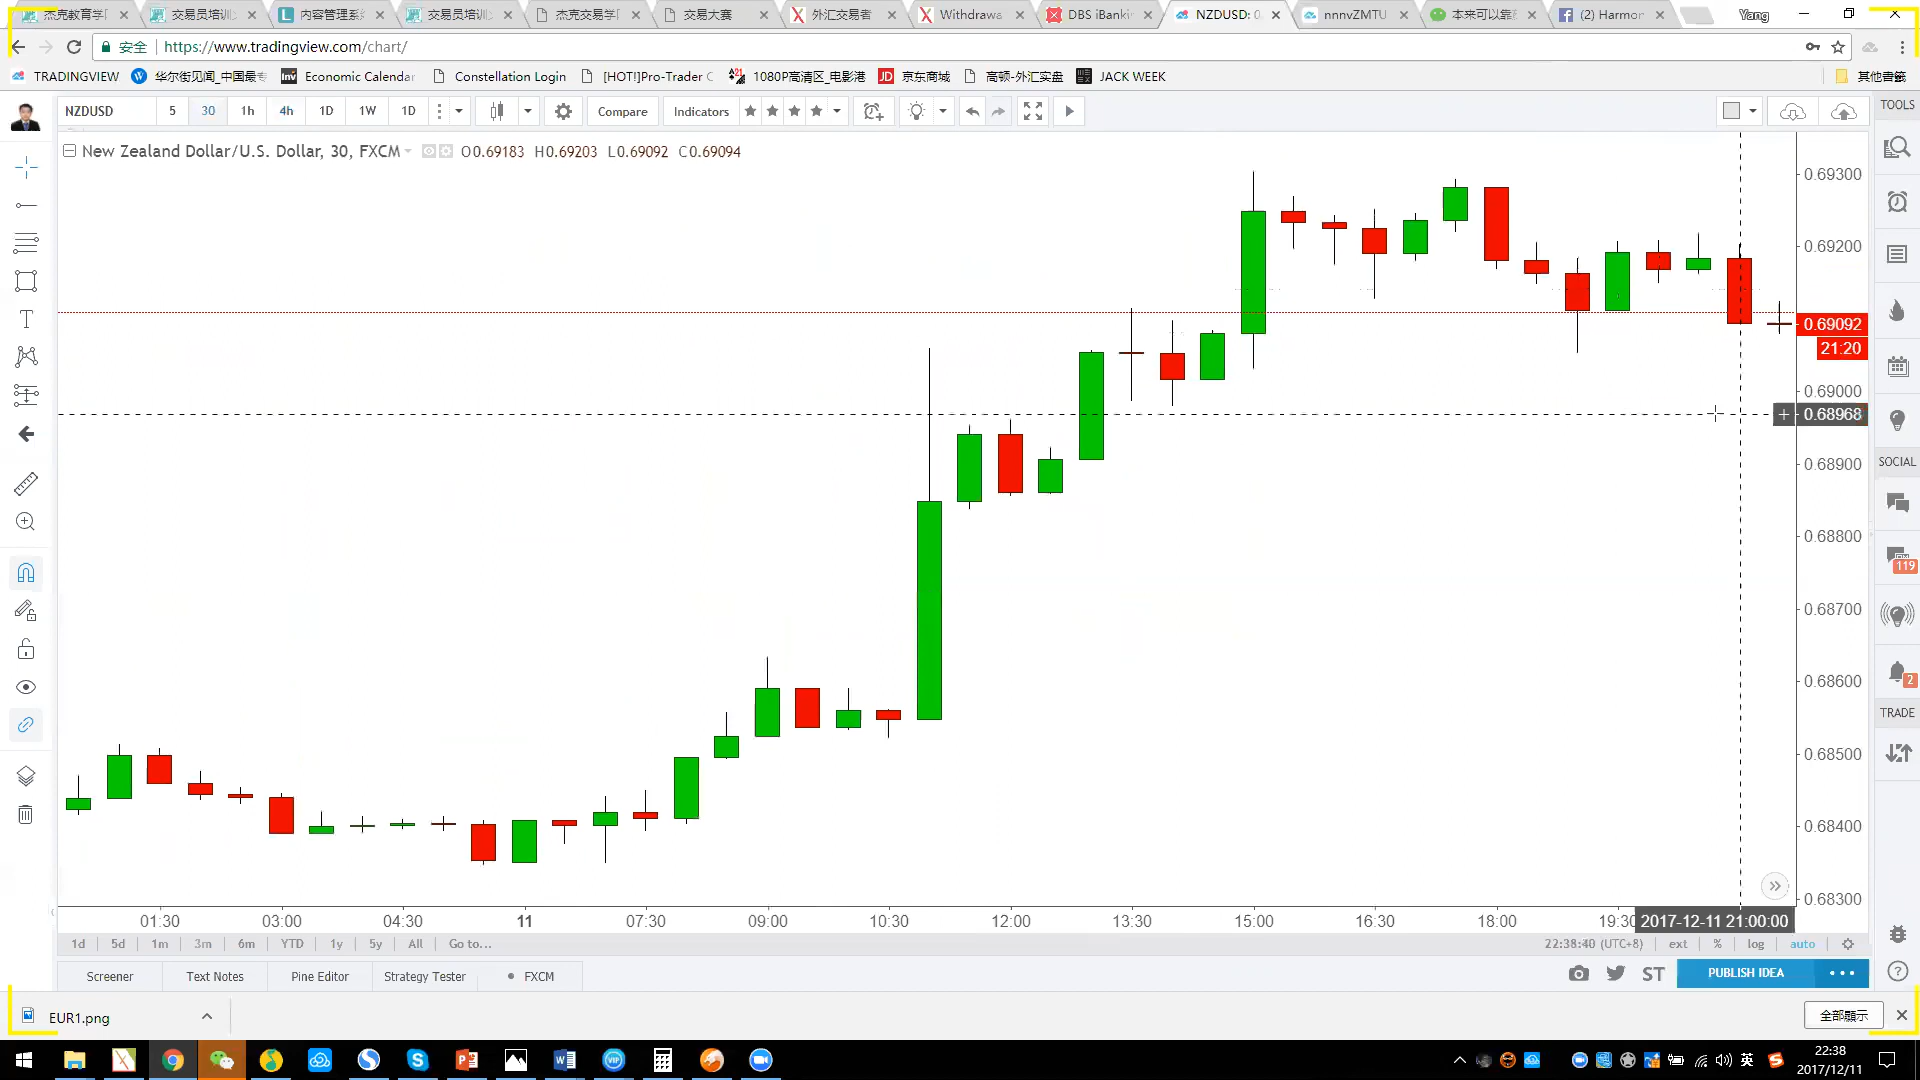 杰克教育学
交易员培训
内容管理系
交易员培训
杰克交易学
交易大赛
外汇交易者
Withdrawa
DBS iBanki
NZDUSD: 0
nnnvZMTU
本来可以靠
(2) Harmon
Yang
安全 https://www.tradingview.com/chart/
TRADINGVIEW
华尔街见闻_中国最专
Economic Calendar
Constellation Login
[HOT!]Pro-Trader C
1080P高清区_电影港
京东商城
高顿-外汇实盘
JACK WEEK
其他書籤
NZDUSD 5 30 1h 4h 1D 1W 1D Compare Indicators
TOOLS
New Zealand Dollar/U.S. Dollar, 30, FXCM O0.69183 H0.69203 L0.69092 C0.69094
0.69300
0.69200
0.69092
21:20
0.69000
0.68968
0.68900
0.68800
0.68700
0.68600
0.68500
0.68400
0.68300
SOCIAL
119
2
TRADE
01:30 03:00 04:30 11 07:30 09:00 10:30 12:00 13:30 15:00 16:30 18:00 19:30 2017-12-11 21:00:00
1d 5d 1m 3m 6m YTD 1y 5y All Go to... 22:38:40 (UTC+8) ext % log auto
Screener Text Notes Pine Editor Strategy Tester FXCM ST PUBLISH IDEA
EUR1.png 全部顯示
英
22:38
2017/12/11